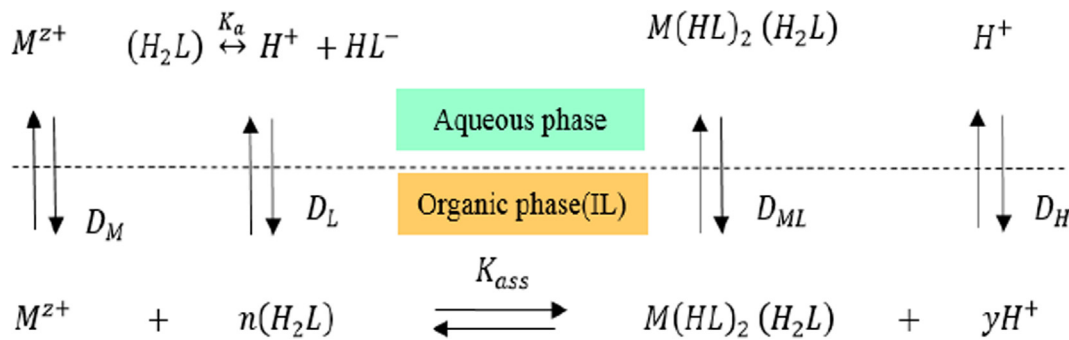 M^{z+} (H_2L) \overset{K_a}{↔} H^+ + HL^- M(HL)_2 (H_2L) H^+
Aqueous phase
Organic phase(IL)
D_M D_L D_{ML} D_H
K_{ass}
M^{z+} + n(H_2L) ⇌ M(HL)_2 (H_2L) + yH^+